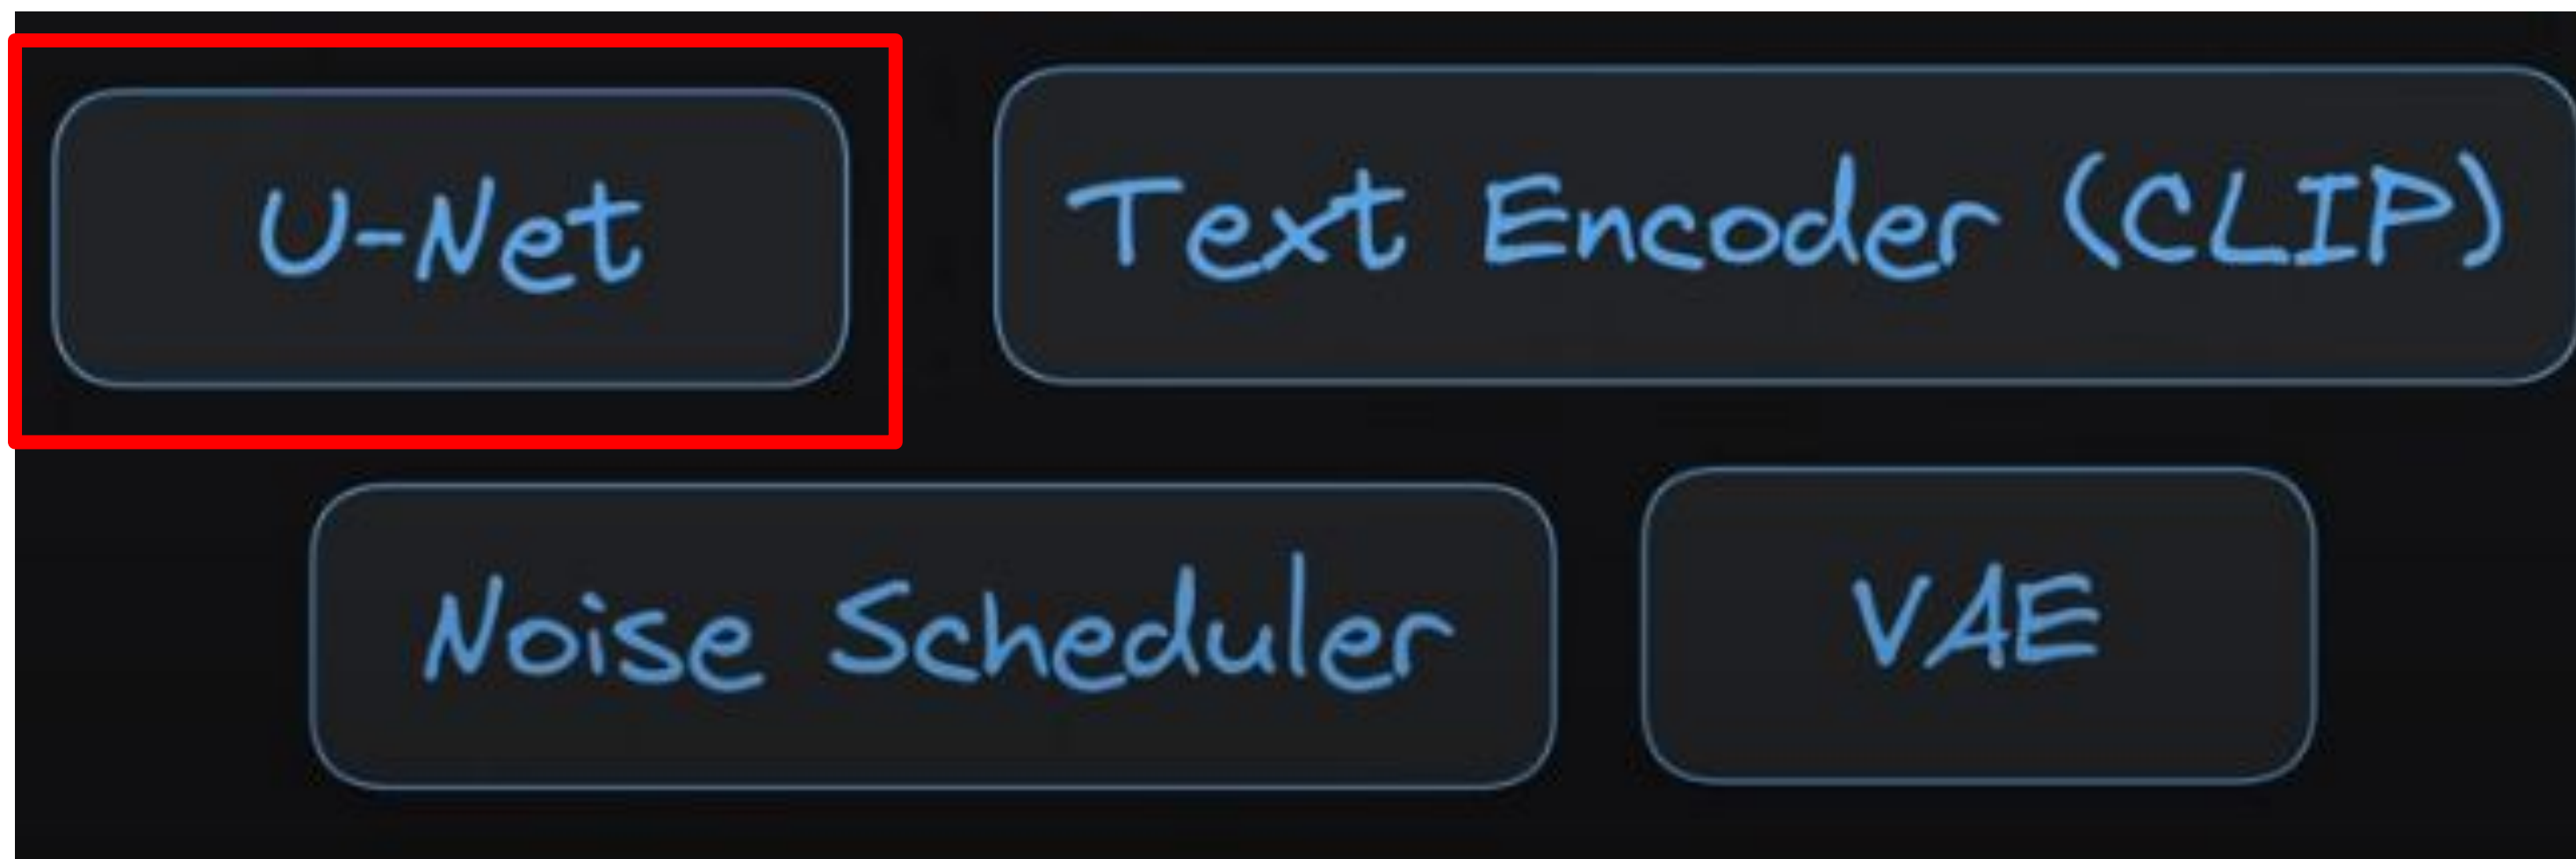 U-Net
Text Encoder (CLIP)
Noise Scheduler
VAE